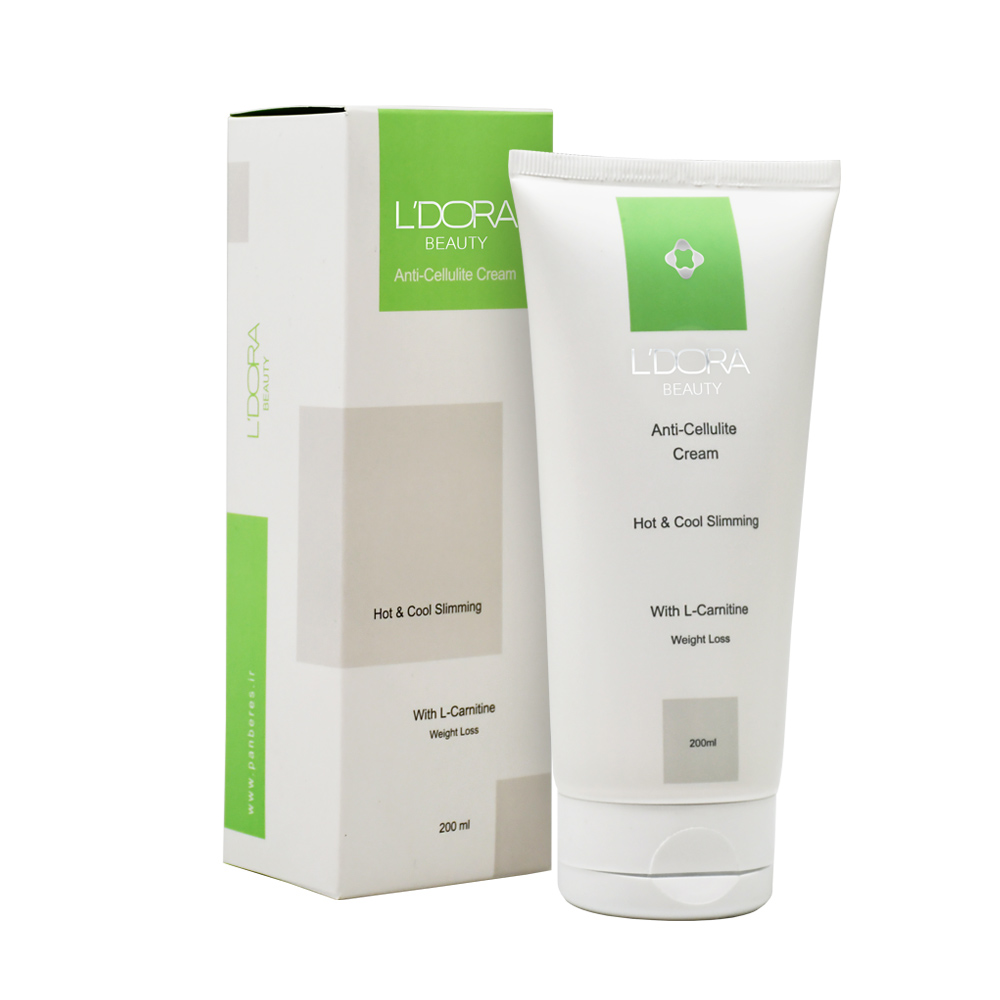 L'DORA
BEAUTY
Anti-Cellulite Cream
Hot & Cool Slimming
With L-Carnitine
Weight Loss
200 ml
L'DORA
BEAUTY
www.panberes.ir
L'DORA
BEAUTY
Anti-Cellulite
Cream
Hot & Cool Slimming
With L-Carnitine
Weight Loss
200ml